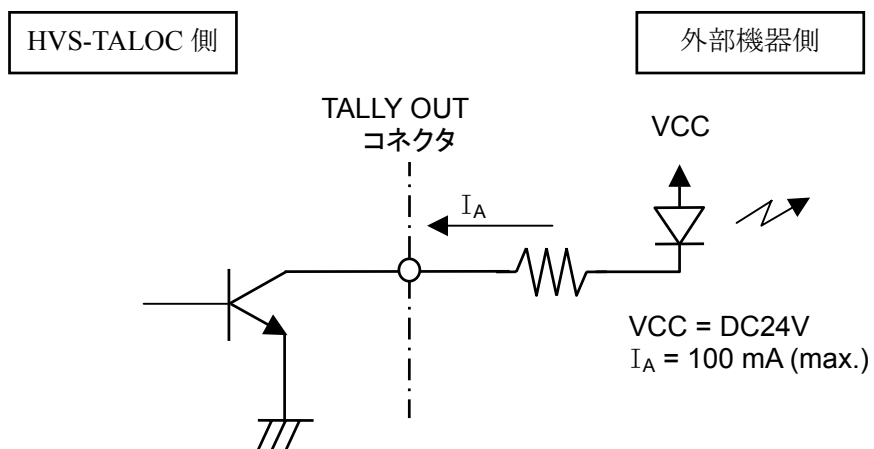 HVS-TALOC 側
外部機器側
TALLY OUT
コネクタ
VCC
IA
VCC = DC24V
IA = 100 mA (max.)